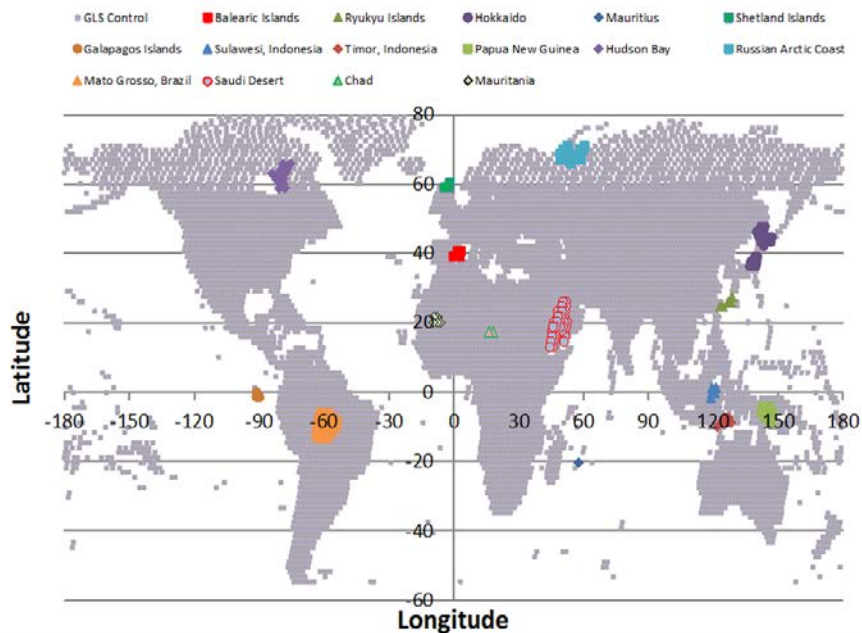 GLS Control Balearic Islands Ryukyu Islands Hokkaido Mauritius Shetland Islands
Galapagos Islands Sulawesi, Indonesia Timor, Indonesia Papua New Guinea Hudson Bay Russian Arctic Coast
Mato Grosso, Brazil Saudi Desert Chad Mauritania
80
60
40
20
0
-180 -150 -120 -90 -60 -30 0 30 60 90 120 150 180
-20
-40
-60
Latitude
Longitude